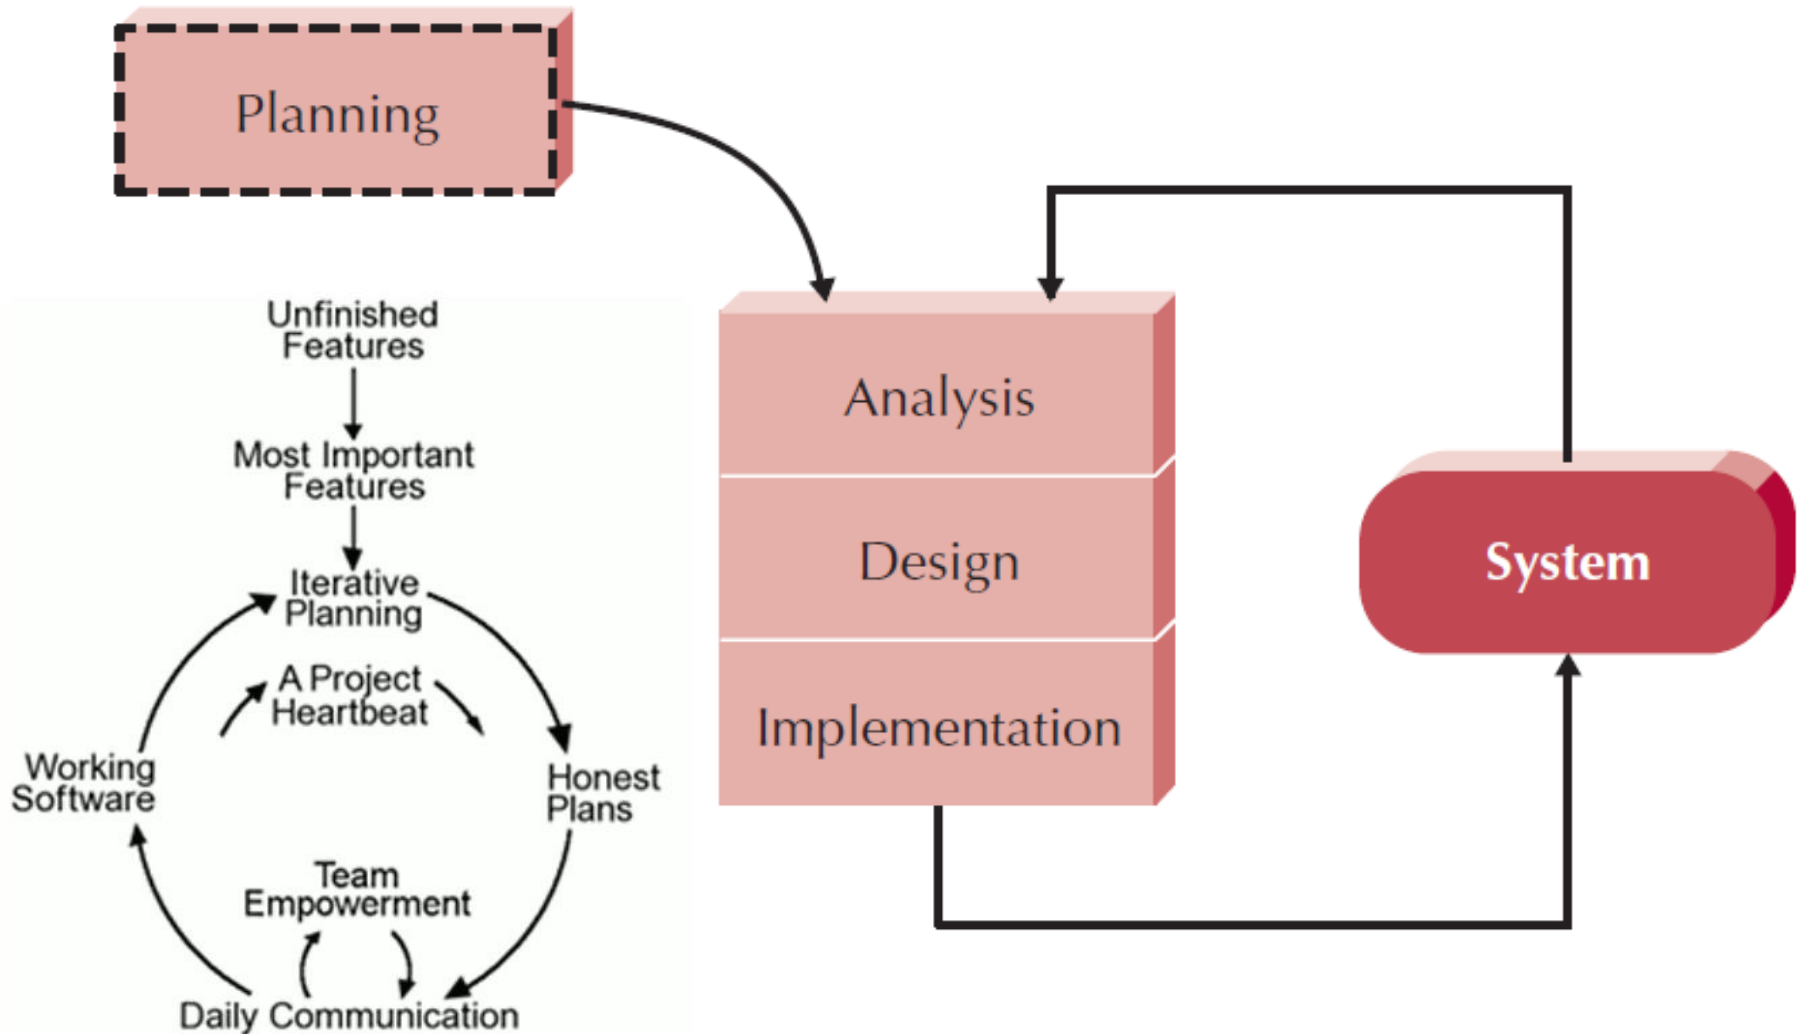 Planning
Unfinished
Features
Most Important
Features
Iterative
Planning
A Project
Heartbeat
Working
Software
Honest
Plans
Team
Empowerment
Daily Communication
Analysis
Design
Implementation
System